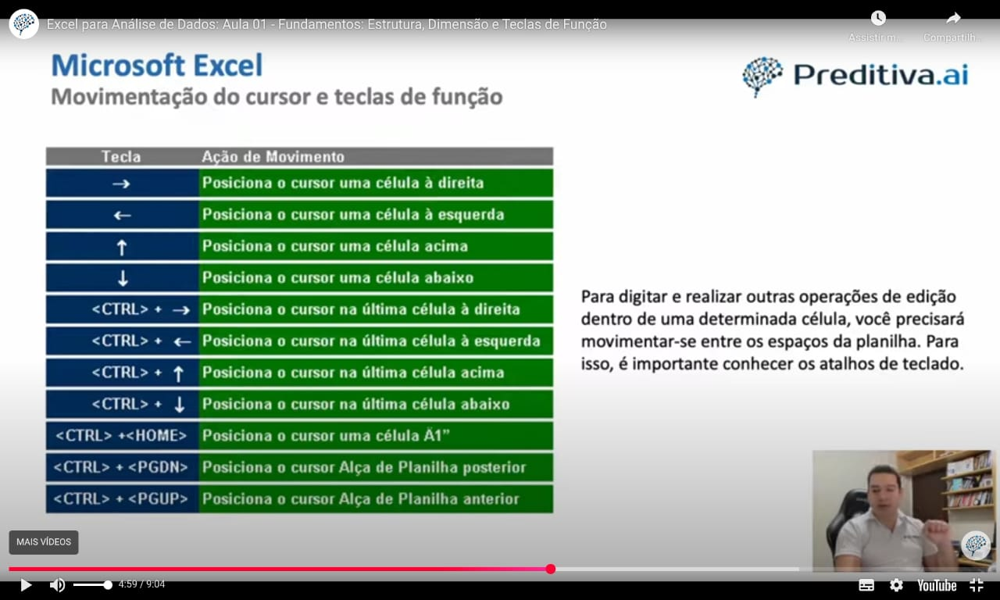 Excel para Análise de Dados: Aula 01 - Fundamentos: Estrutura, Dimensão e Teclas de Função
Assistir m...
Compartilh...
Microsoft Excel
Movimentação do cursor e teclas de função
Preditiva.ai
Tecla Ação de Movimento
→ Posiciona o cursor uma célula à direita
← Posiciona o cursor uma célula à esquerda
↑ Posiciona o cursor uma célula acima
↓ Posiciona o cursor uma célula abaixo
<CTRL> + → Posiciona o cursor na última célula à direita
<CTRL> + ← Posiciona o cursor na última célula à esquerda
<CTRL> + ↑ Posiciona o cursor na última célula acima
<CTRL> + ↓ Posiciona o cursor na última célula abaixo
<CTRL> +<HOME> Posiciona o cursor uma célula Ä1”
<CTRL> + <PGDN> Posiciona o cursor Alça de Planilha posterior
<CTRL> + <PGUP> Posiciona o cursor Alça de Planilha anterior
Para digitar e realizar outras operações de edição
dentro de uma determinada célula, você precisará
movimentar-se entre os espaços da planilha. Para
isso, é importante conhecer os atalhos de teclado.
MAIS VÍDEOS
4:59 / 9:04
YouTube